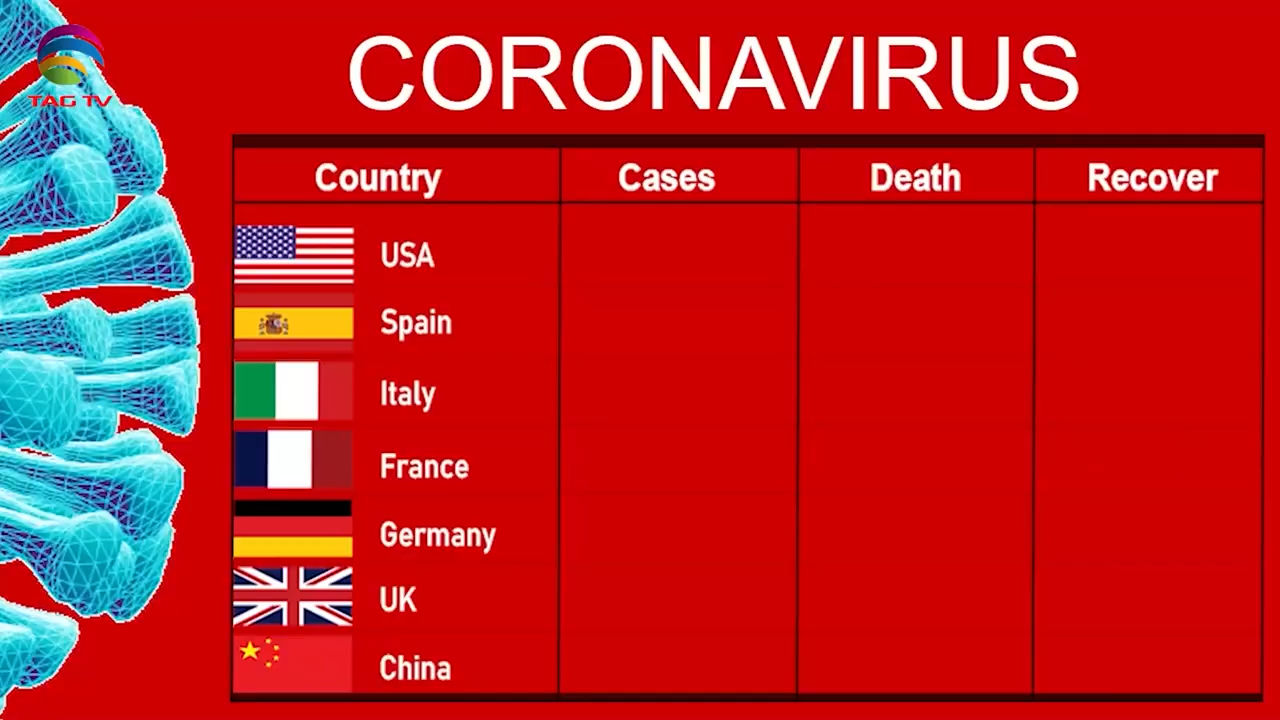 TAG TV
CORONAVIRUS
Country Cases Death Recover
USA
Spain
Italy
France
Germany
UK
China